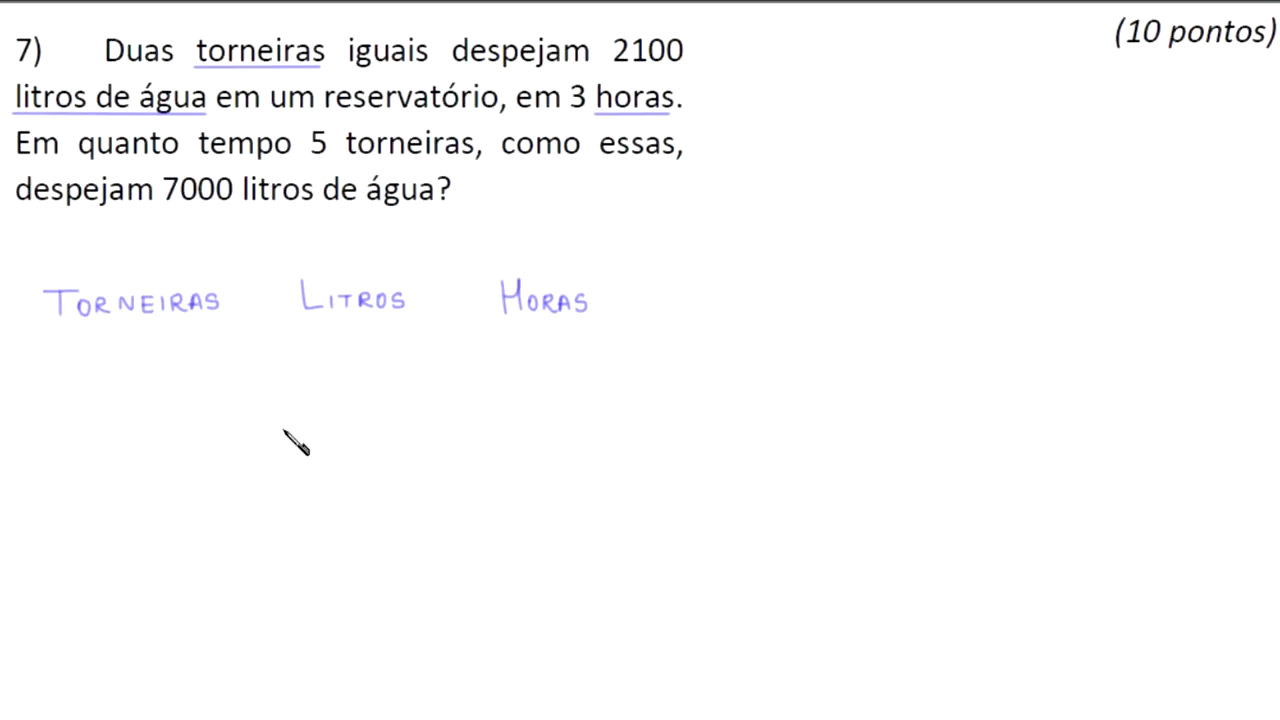 (10 pontos)
7) Duas torneiras iguais despejam 2100
litros de água em um reservatório, em 3 horas.
Em quanto tempo 5 torneiras, como essas,
despejam 7000 litros de água?
TORNEIRAS LITROS HORAS